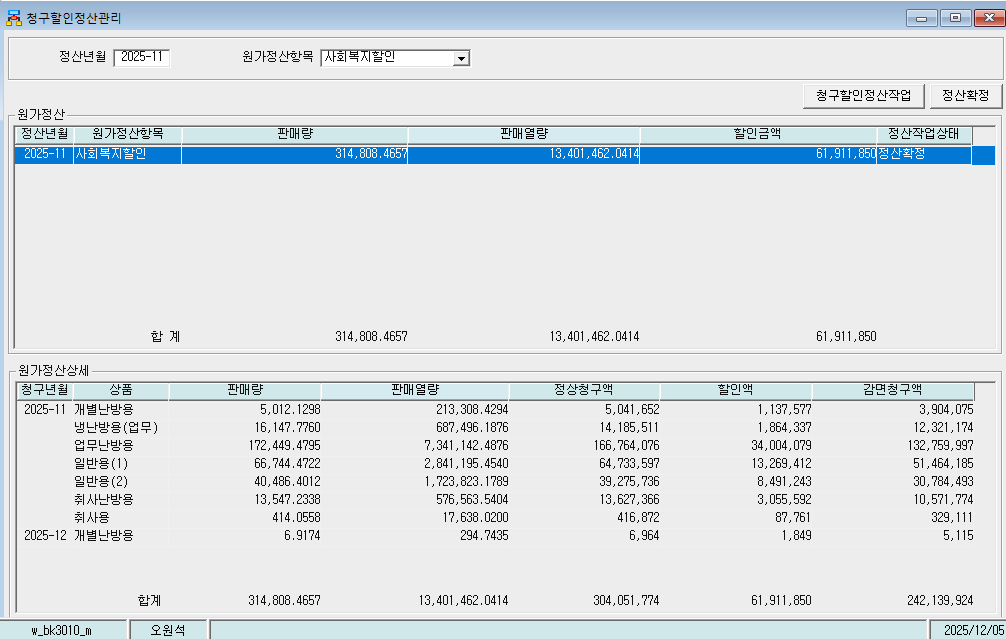 청구할인정산관리
정산년월 2025-11 원가정산항목 사회복지할인
청구할인정산작업 정산확정
원가정산
정산년월 원가정산항목 판매량 판매열량 할인금액 정산작업상태
2025-11 사회복지할인 314,808.4657 13,401,462.0414 61,911,850 정산확정
합 계 314,808.4657 13,401,462.0414 61,911,850
원가정산상세
청구년월 상품 판매량 판매열량 정상청구액 할인액 감면청구액
2025-11 개별난방용 5,012.1298 213,308.4294 5,041,652 1,137,577 3,904,075
냉난방용(업무) 16,147.7760 687,496.1876 14,185,511 1,864,337 12,321,174
업무난방용 172,449.4795 7,341,142.4876 166,764,076 34,004,079 132,759,997
일반용(1) 66,744.4722 2,841,195.4540 64,733,597 13,269,412 51,464,185
일반용(2) 40,486.4012 1,723,823.1789 39,275,736 8,491,243 30,784,493
취사난방용 13,547.2338 576,563.5404 13,627,366 3,055,592 10,571,774
취사용 414.0558 17,638.0200 416,872 87,761 329,111
2025-12 개별난방용 6.9174 294.7435 6,964 1,849 5,115
합계 314,808.4657 13,401,462.0414 304,051,774 61,911,850 242,139,924
w_bk3010_m 오원석 2025/12/05